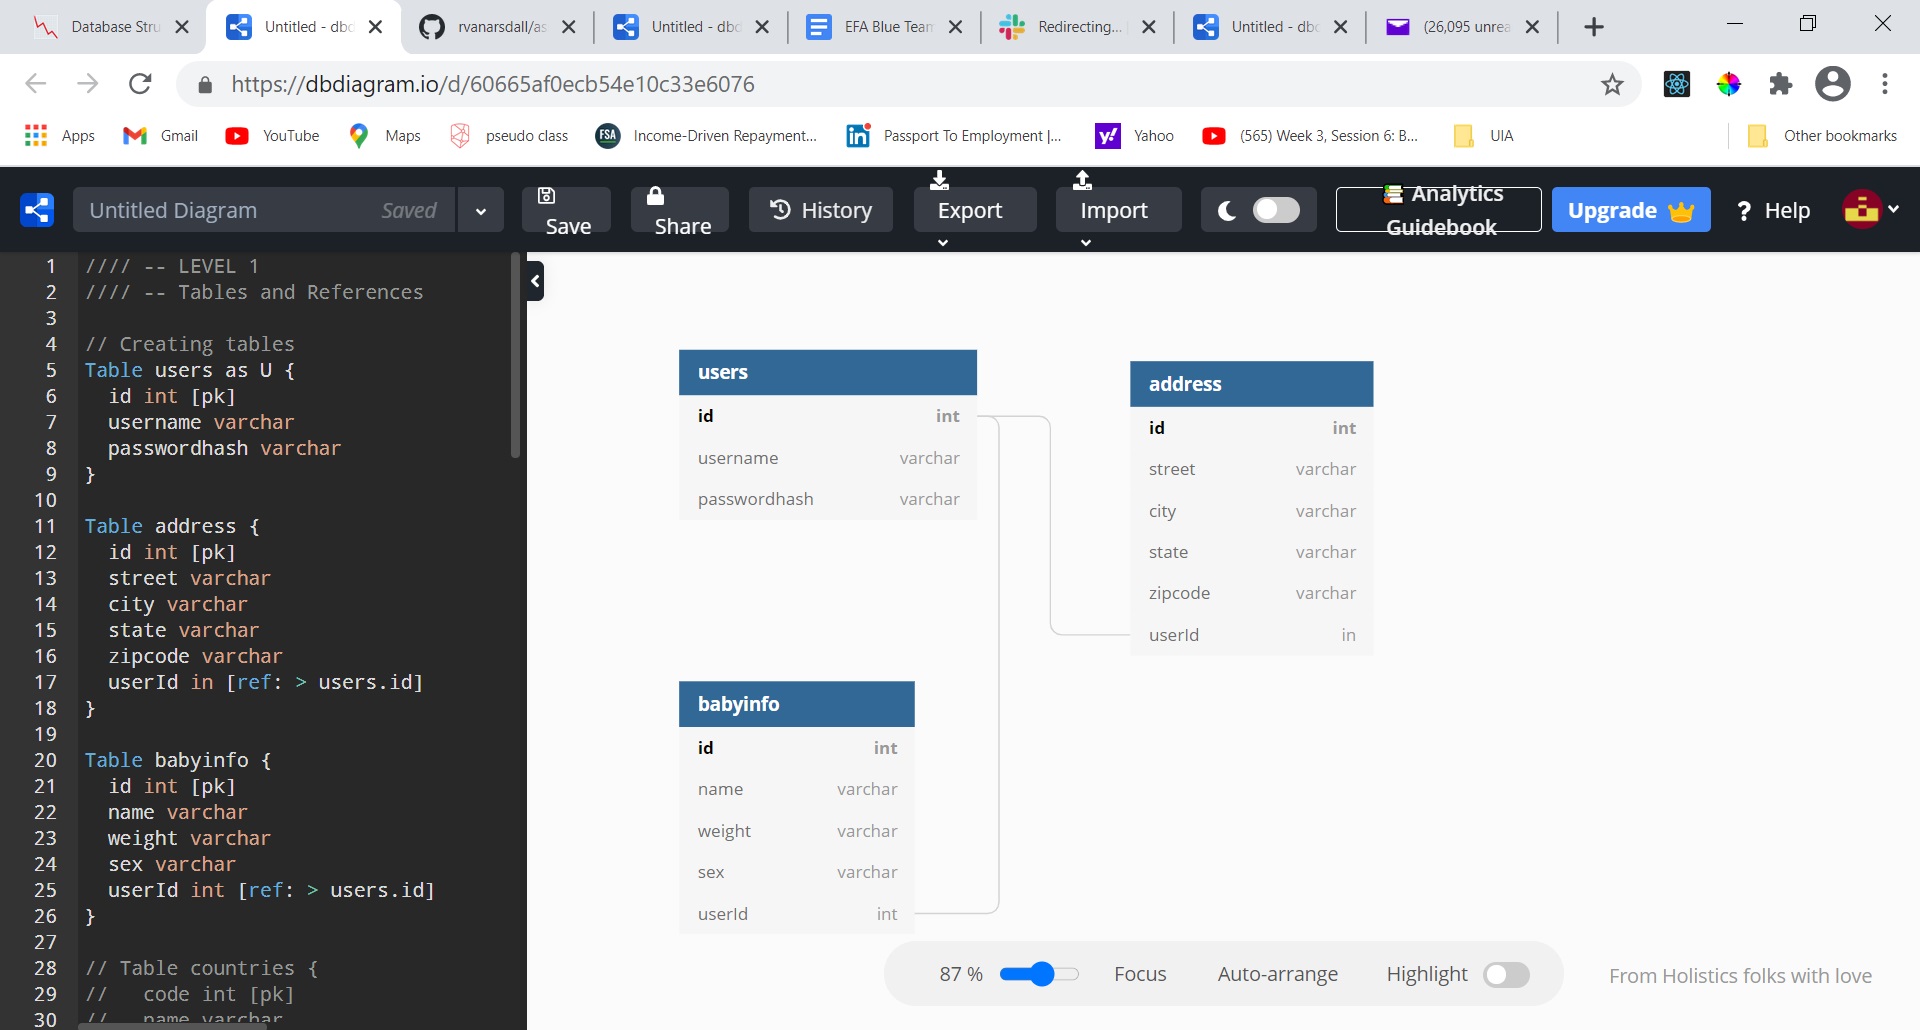 Database Stru
Untitled - dbd
rvanarsdall/as
Untitled - dbd
EFA Blue Team
Redirecting...
Untitled - dbd
(26,095 unrea
https://dbdiagram.io/d/60665af0ecb54e10c33e6076
Apps
Gmail
YouTube
Maps
pseudo class
FSA
Income-Driven Repayment...
Passport To Employment |...
Yahoo
(565) Week 3, Session 6: B...
UIA
Other bookmarks
Untitled Diagram
Saved
Save
Share
History
Export
Import
Analytics
Guidebook
Upgrade
? Help
1 //// -- LEVEL 1
2 //// -- Tables and References
3
4 // Creating tables
5 Table users as U {
6 id int [pk]
7 username varchar
8 passwordhash varchar
9 }
10
11 Table address {
12 id int [pk]
13 street varchar
14 city varchar
15 state varchar
16 zipcode varchar
17 userId in [ref: > users.id]
18 }
19
20 Table babyinfo {
21 id int [pk]
22 name varchar
23 weight varchar
24 sex varchar
25 userId int [ref: > users.id]
26 }
27
28 // Table countries {
29 // code int [pk]
30 // name varchar
users
id int
username varchar
passwordhash varchar
address
id int
street varchar
city varchar
state varchar
zipcode varchar
userId in
babyinfo
id int
name varchar
weight varchar
sex varchar
userId int
87 %
Focus
Auto-arrange
Highlight
From Holistics folks with love